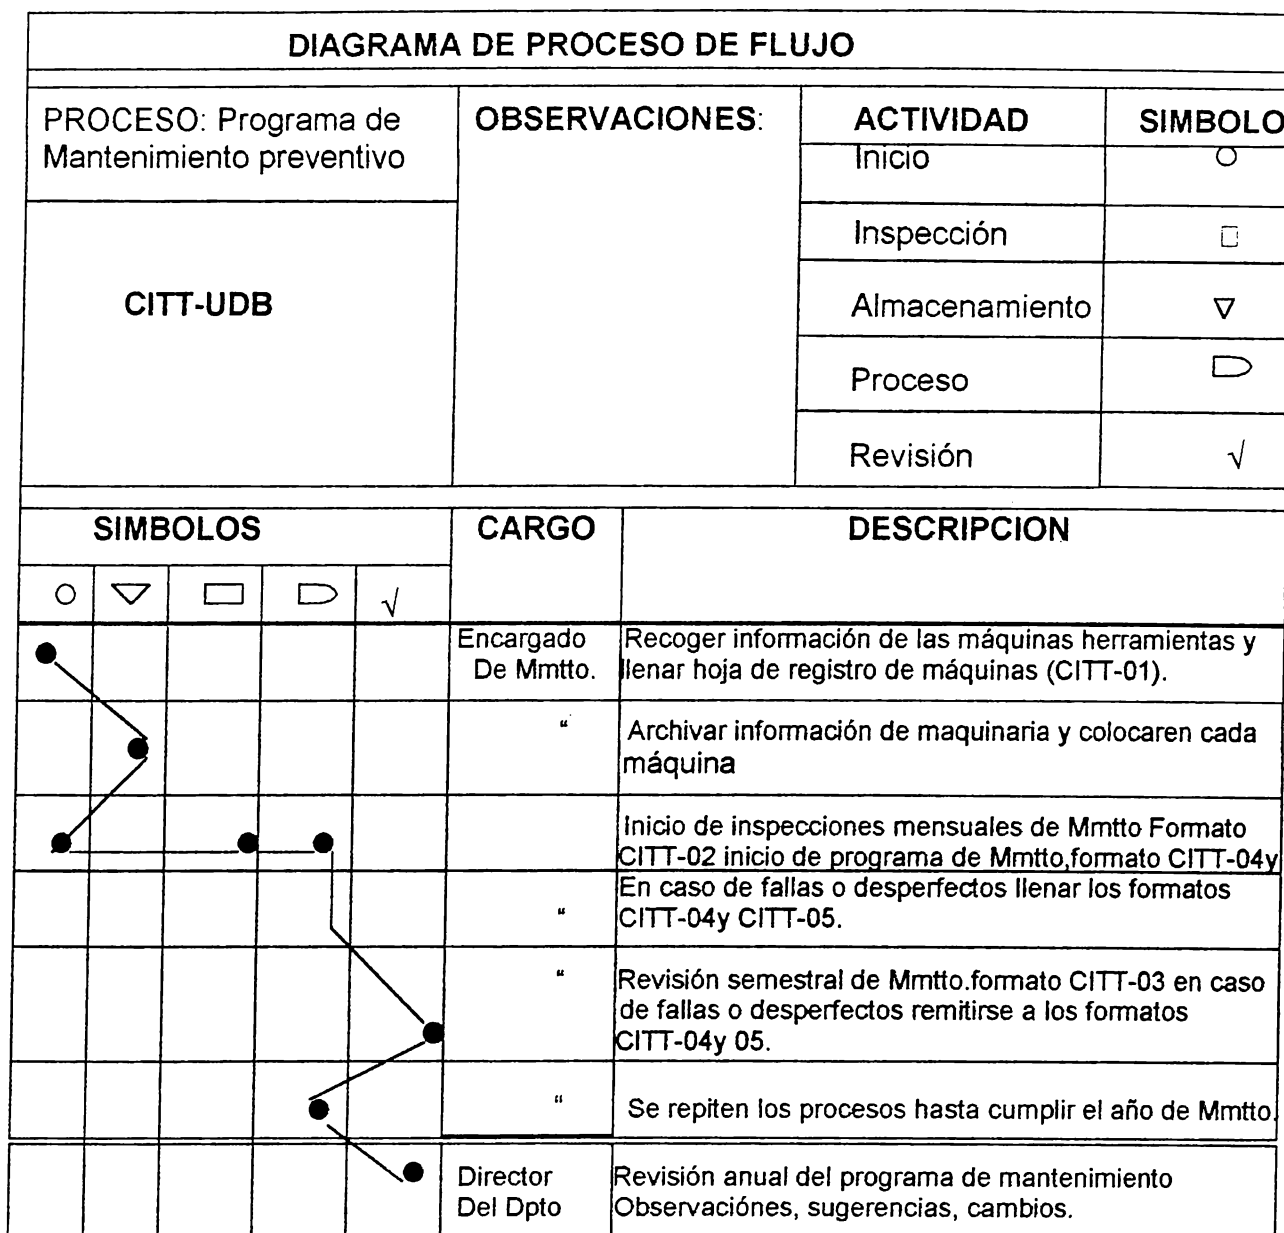 DIAGRAMA DE PROCESO DE FLUJO
PROCESO: Programa de
Mantenimiento preventivo
CITT-UDB
OBSERVACIONES:
ACTIVIDAD SIMBOLO
Inicio
Inspección
Almacenamiento
Proceso
Revisión √
SIMBOLOS CARGO DESCRIPCION
√
Encargado
De Mmtto.
Recoger información de las máquinas herramientas y
llenar hoja de registro de máquinas (CITT-01).
“
Archivar información de maquinaria y colocaren cada
máquina
Inicio de inspecciones mensuales de Mmtto Formato
CITT-02 inicio de programa de Mmtto,formato CITT-04y
“
En caso de fallas o desperfectos llenar los formatos
CITT-04y CITT-05.
“
Revisión semestral de Mmtto.formato CITT-03 en caso
de fallas o desperfectos remitirse a los formatos
CITT-04y 05.
“
Se repiten los procesos hasta cumplir el año de Mmtto.
Director
Del Dpto
Revisión anual del programa de mantenimiento
Observaciónes, sugerencias, cambios.